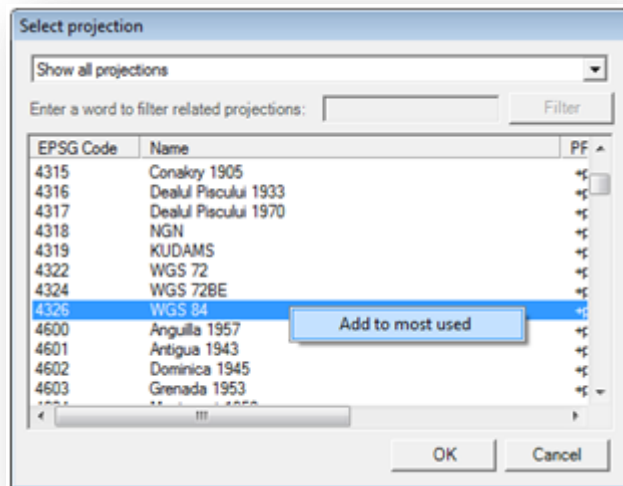 Select projection
Show all projections
Enter a word to filter related projections: Filter
EPSG Code Name PF
4315 Conakry 1905
4316 Dealul Piscului 1933
4317 Dealul Piscului 1970
4318 NGN
4319 KUDAMS
4322 WGS 72
4324 WGS 72BE
4326 WGS 84
Add to most used
4600 Anguilla 1957
4601 Antigua 1943
4602 Dominica 1945
4603 Grenada 1953
OK Cancel